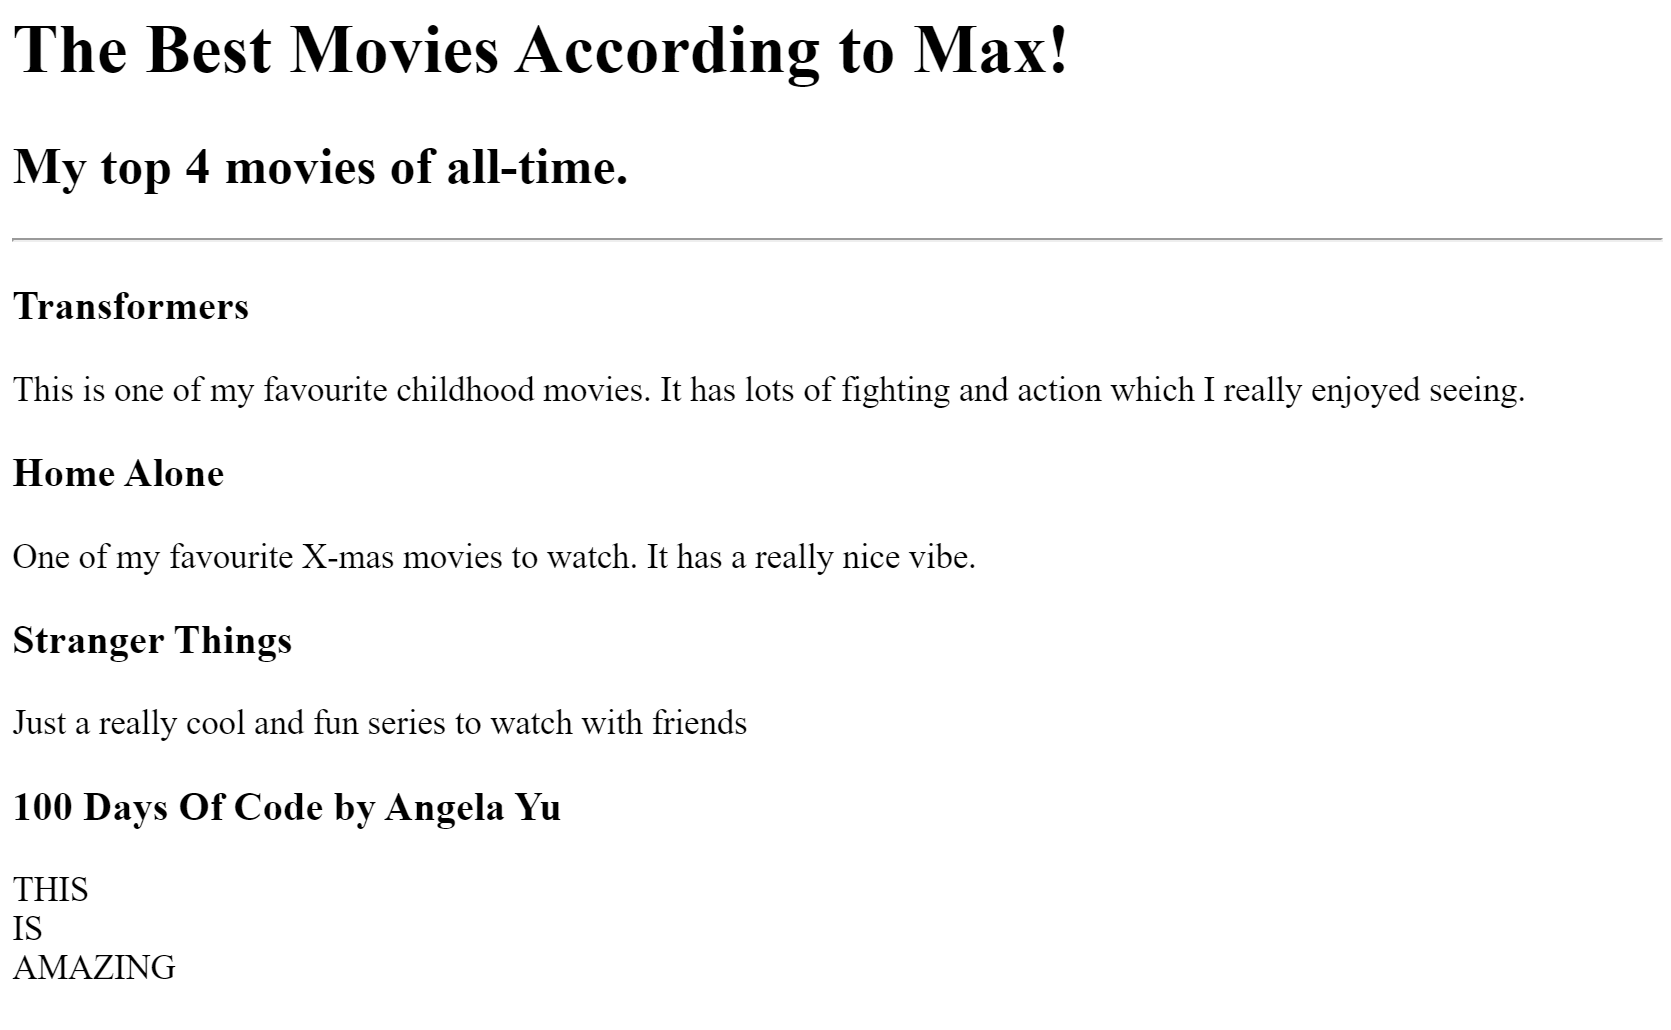 The Best Movies According to Max!
My top 4 movies of all-time.
Transformers
This is one of my favourite childhood movies. It has lots of fighting and action which I really enjoyed seeing.
Home Alone
One of my favourite X-mas movies to watch. It has a really nice vibe.
Stranger Things
Just a really cool and fun series to watch with friends
100 Days Of Code by Angela Yu
THIS
IS
AMAZING